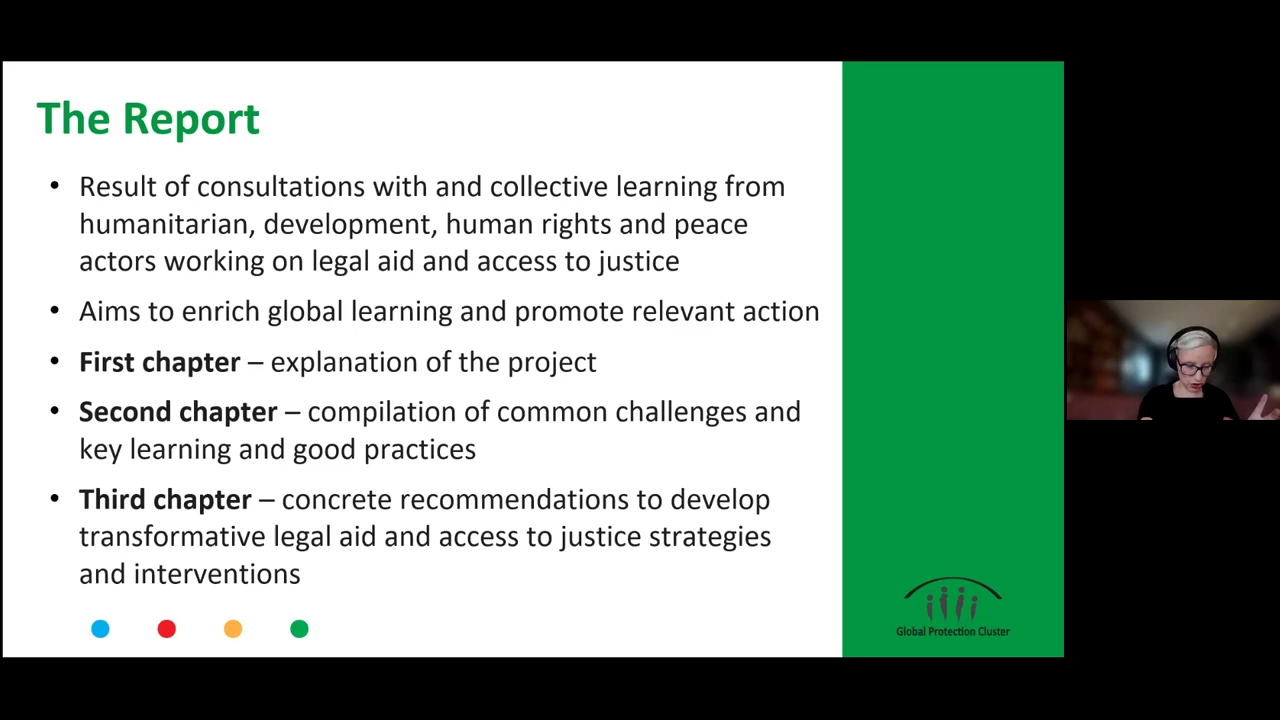 The Report
• Result of consultations with and collective learning from
humanitarian, development, human rights and peace
actors working on legal aid and access to justice
• Aims to enrich global learning and promote relevant action
• First chapter – explanation of the project
• Second chapter – compilation of common challenges and
key learning and good practices
• Third chapter – concrete recommendations to develop
transformative legal aid and access to justice strategies
and interventions
Global Protection Cluster